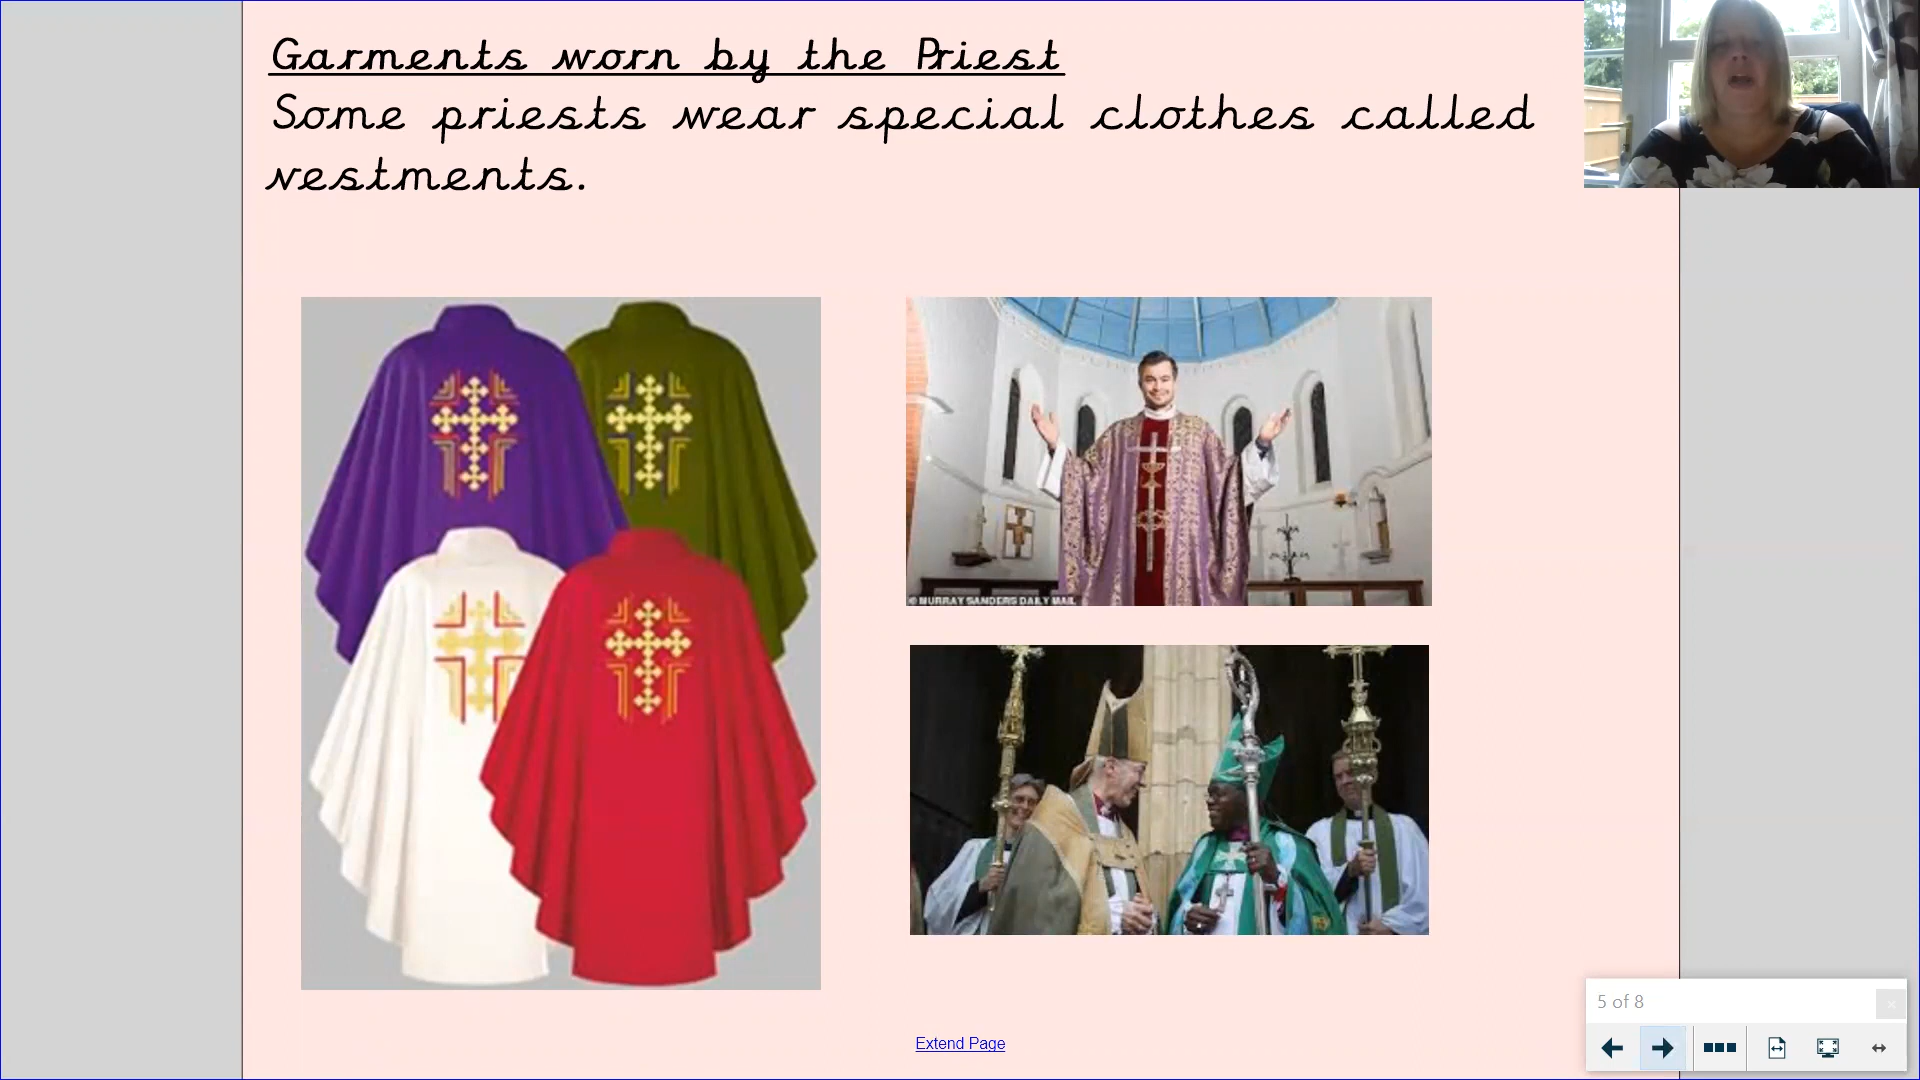 Garments worn by the Priest
Some priests wear special clothes called
vestments.
© MURRAY SANDERS DAILY MAIL
Extend Page
5 of 8